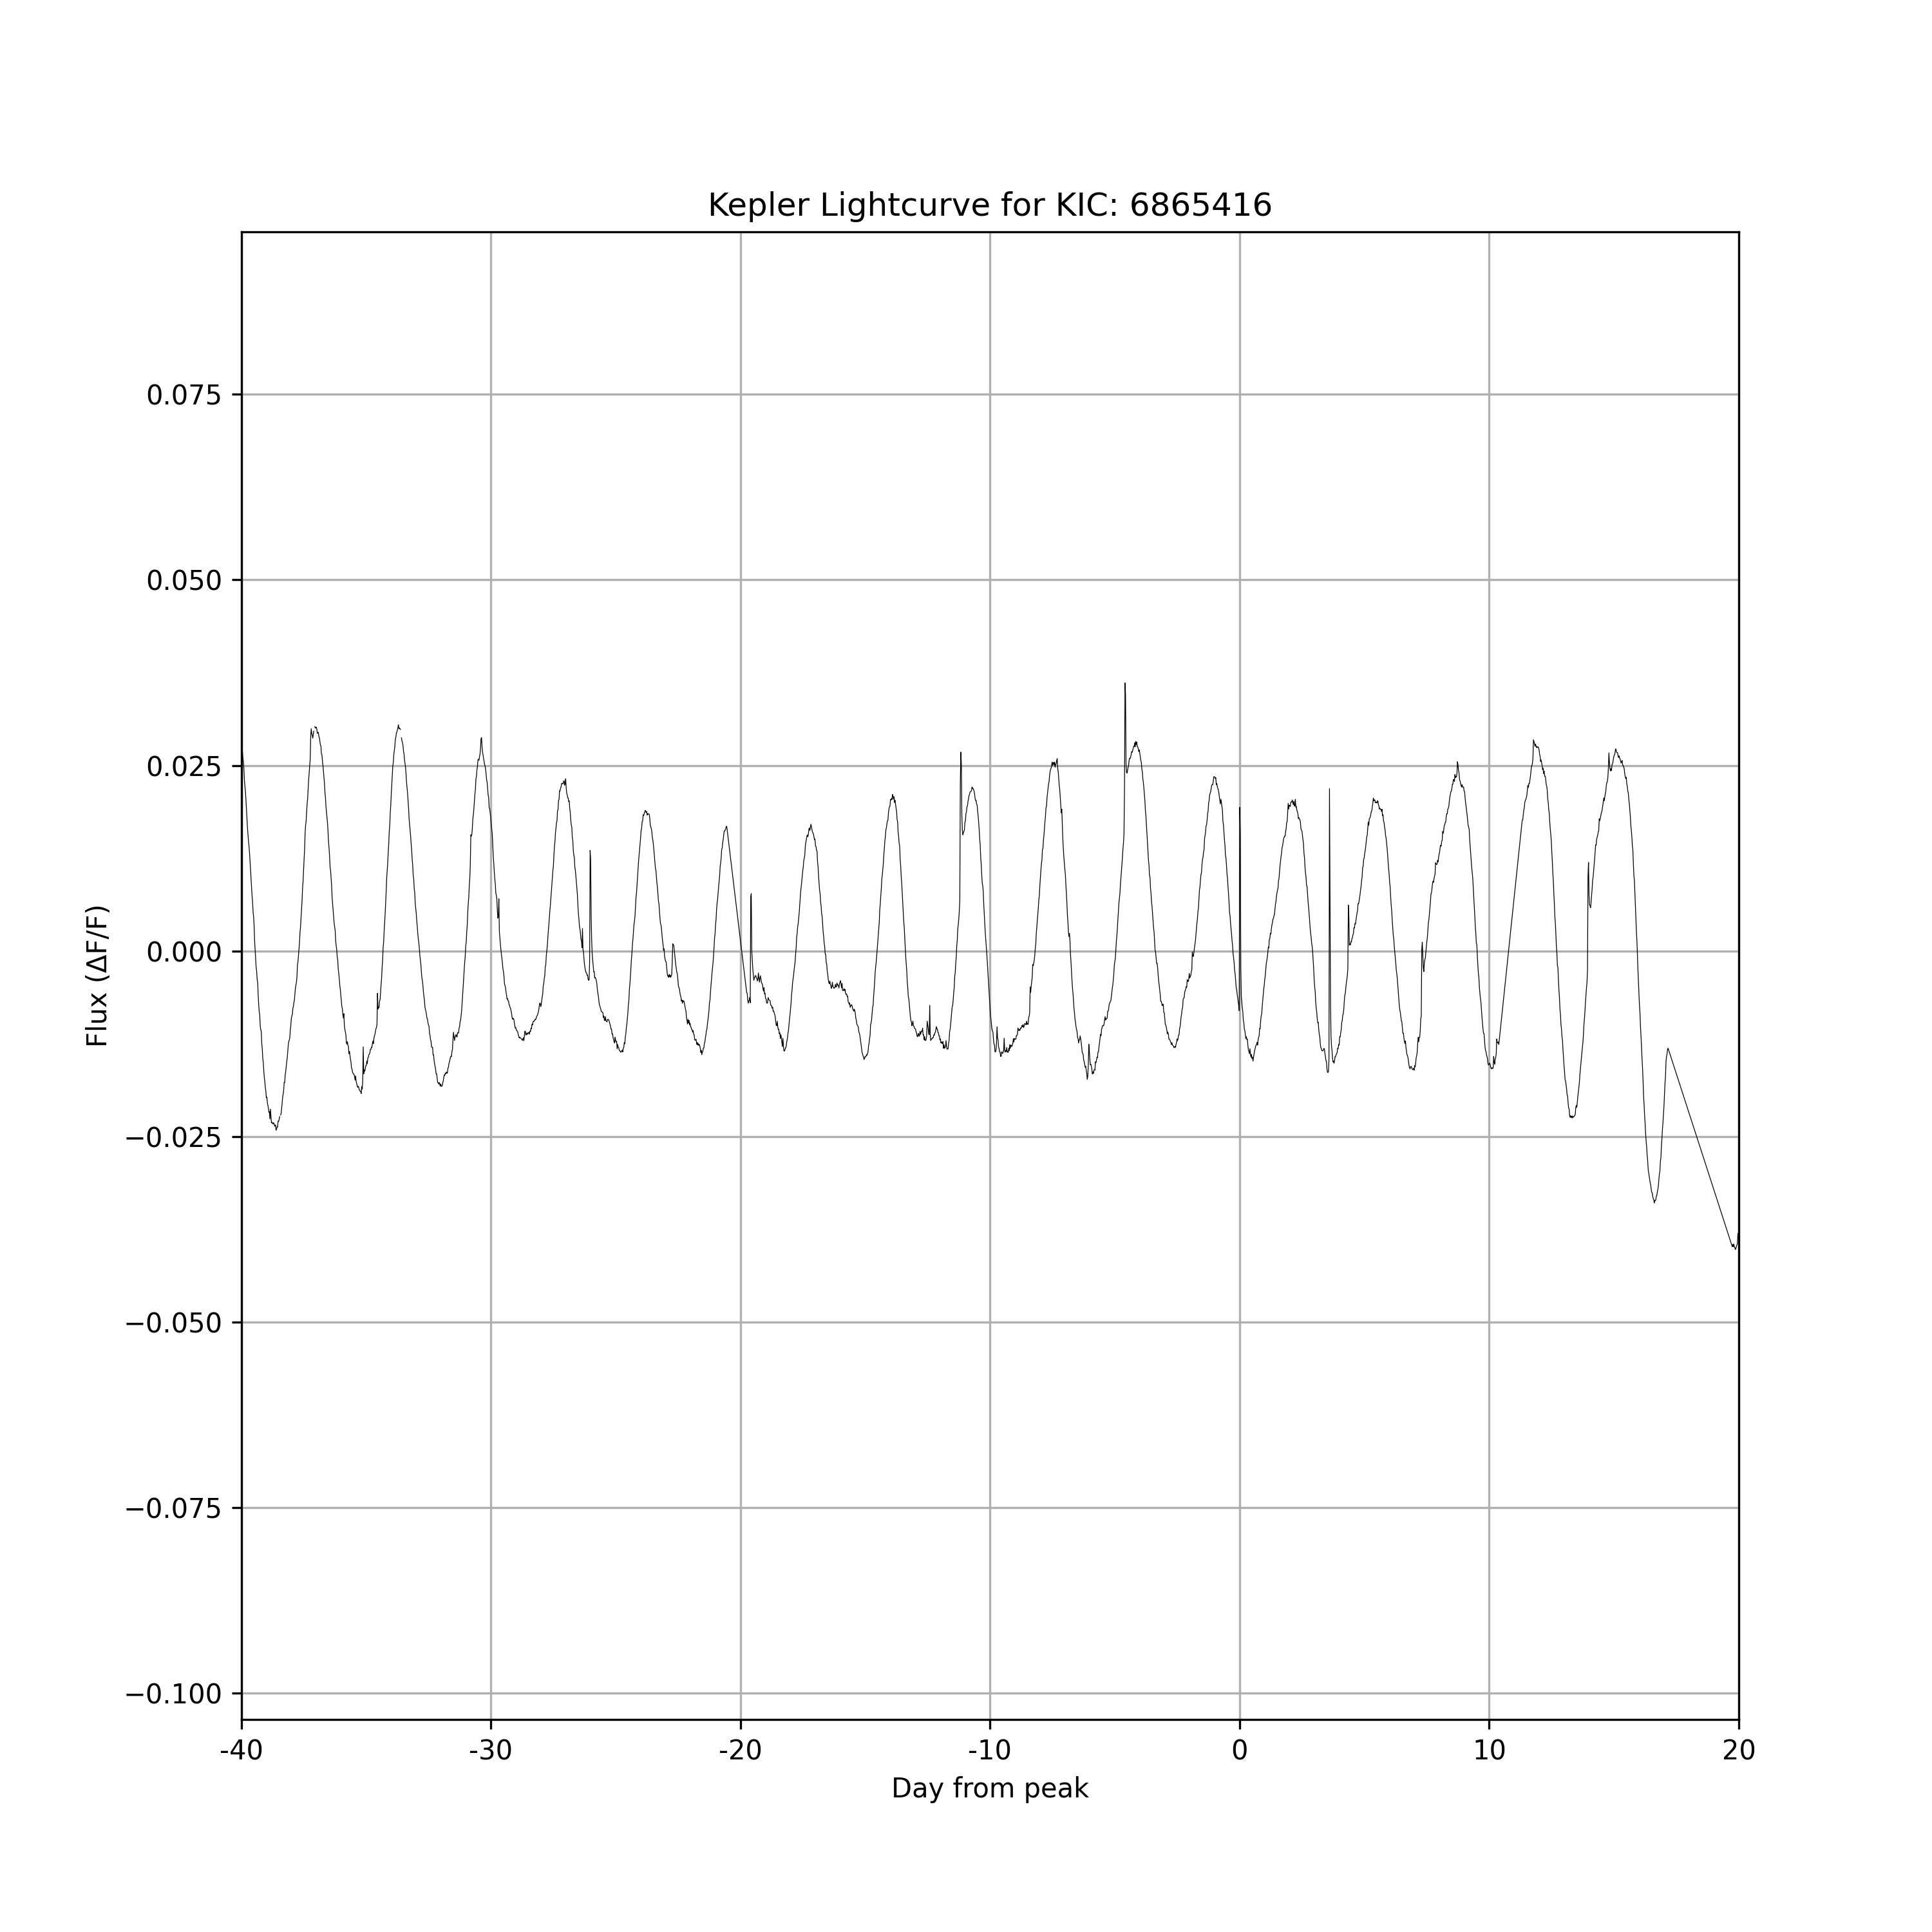 Kepler Lightcurve for KIC: 6865416
0.075
0.050
0.025
0.000
−0.025
−0.050
−0.075
−0.100
Flux (ΔF/F)
-40 -30 -20 -10 0 10 20
Day from peak